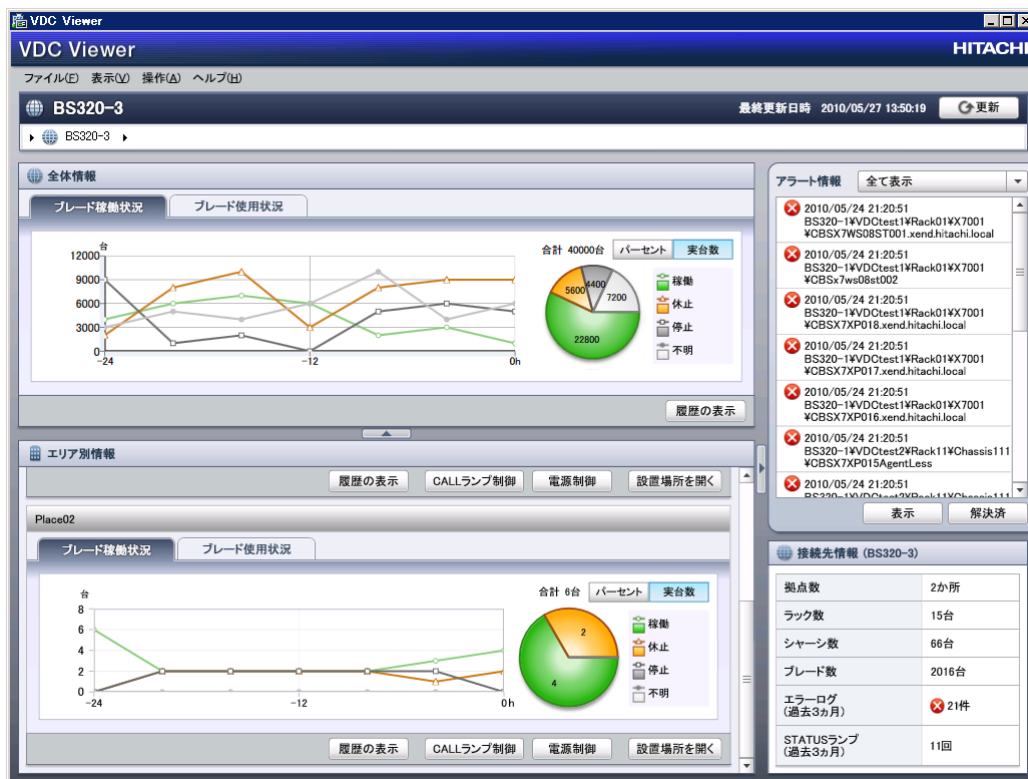 VDC Viewer
VDC Viewer
HITACHI
ファイル(F) 表示(V) 操作(A) ヘルプ(H)
BS320-3
最終更新日時 2010/05/27 13:50:19
更新
BS320-3
全体情報
ブレード稼働状況
ブレード使用状況
台
12000
9000
6000
3000
0
-24
-12
0h
合計 40000台
パーセント
実台数
5600
4400
7200
22800
稼働
休止
停止
不明
履歴の表示
エリア別情報
履歴の表示
CALLランプ制御
電源制御
設置場所を開く
Place02
ブレード稼働状況
ブレード使用状況
台
8
6
4
2
0
-24
-12
0h
合計 6台
パーセント
実台数
2
4
稼働
休止
停止
不明
履歴の表示
CALLランプ制御
電源制御
設置場所を開く
アラート情報
全て表示
2010/05/24 21:20:51
BS320-1¥VDCtest1¥Rack01¥X7001
¥CBSX7WS08ST001.xend.hitachi.local
2010/05/24 21:20:51
BS320-1¥VDCtest1¥Rack01¥X7001
¥CBSx7ws08st002
2010/05/24 21:20:51
BS320-1¥VDCtest1¥Rack01¥X7001
¥CBSX7XP018.xend.hitachi.local
2010/05/24 21:20:51
BS320-1¥VDCtest1¥Rack01¥X7001
¥CBSX7XP017.xend.hitachi.local
2010/05/24 21:20:51
BS320-1¥VDCtest1¥Rack01¥X7001
¥CBSX7XP016.xend.hitachi.local
2010/05/24 21:20:51
BS320-1¥VDCtest2¥Rack11¥Chassis111
¥CBSX7XP015AgentLess
2010/05/24 21:20:51
BS320-1¥VDCtest2¥Rack11¥Chassis111
表示
解決済
接続先情報 (BS320-3)
拠点数 2か所
ラック数 15台
シャーシ数 66台
ブレード数 2016台
エラーログ
(過去3ヵ月)
21件
STATUSランプ
(過去3ヵ月)
11回